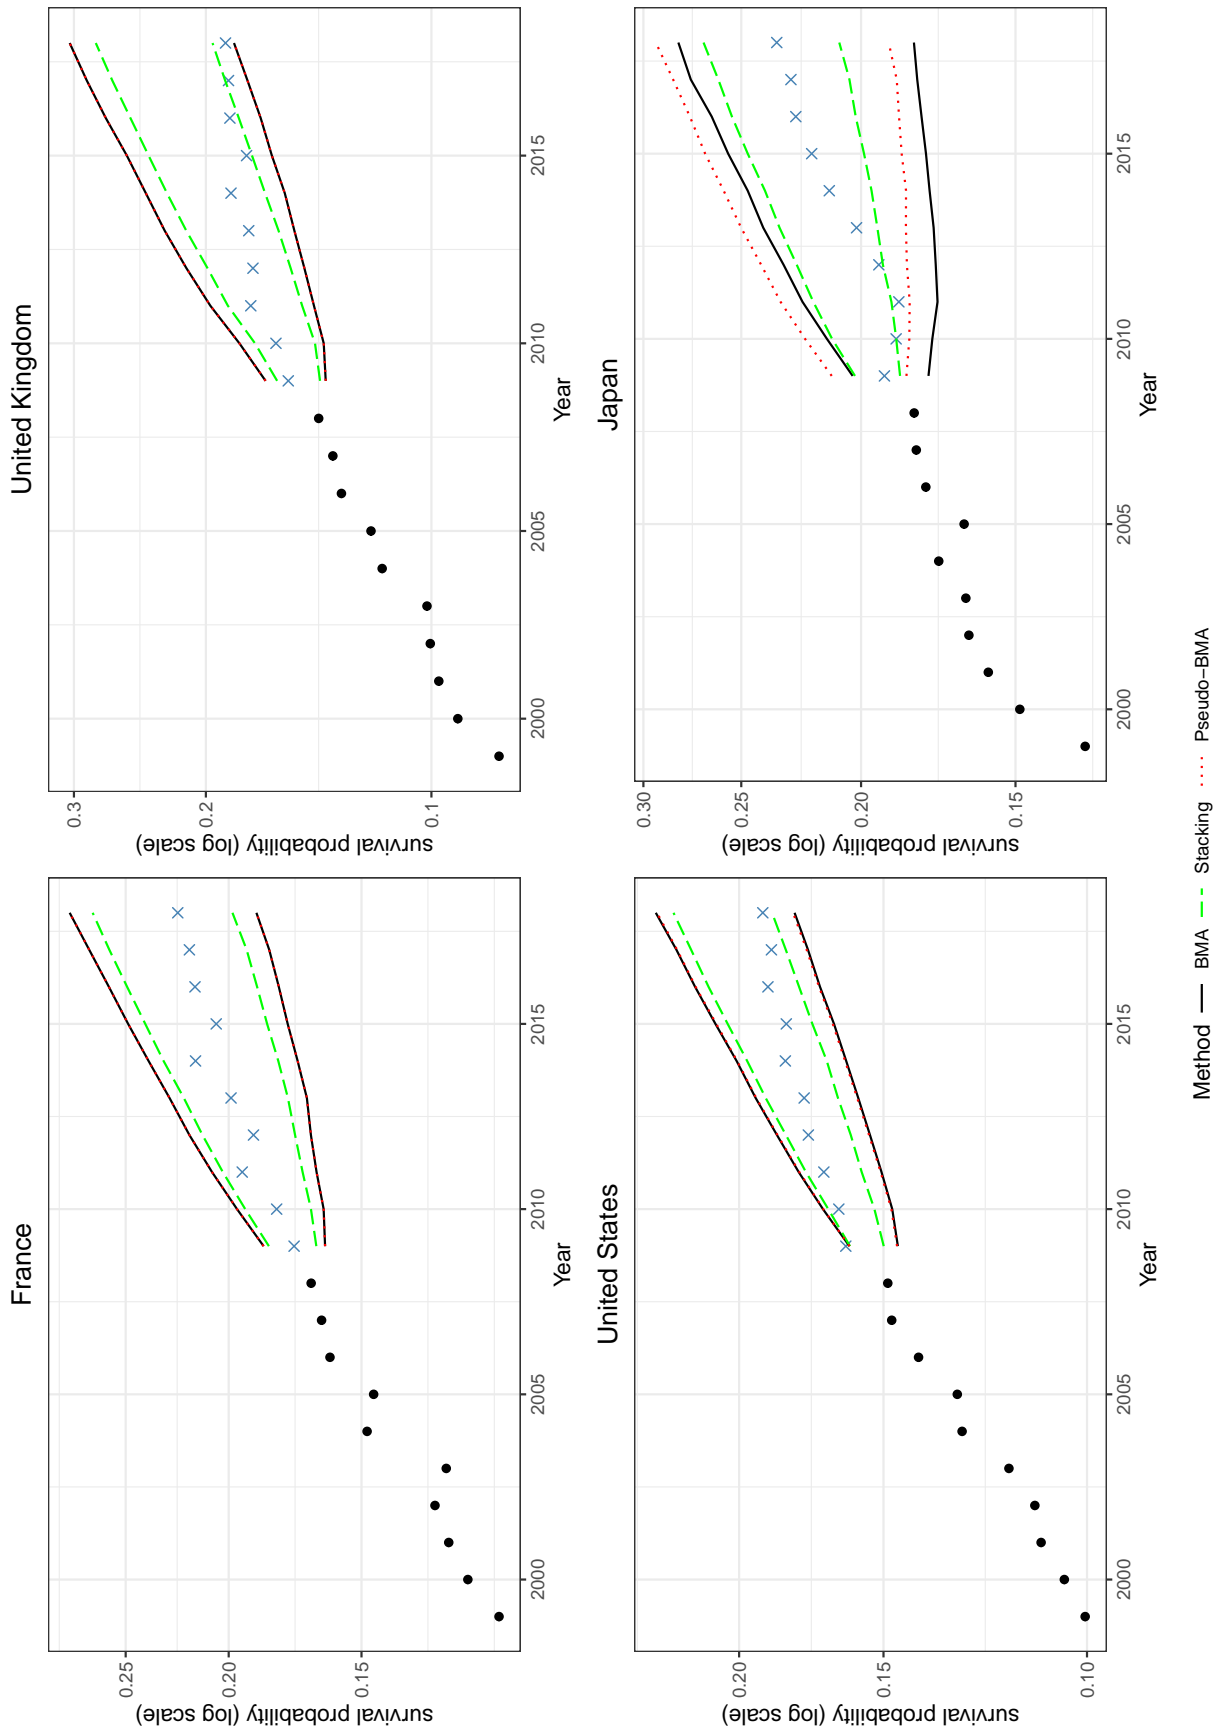 France
survival probability (log scale)
0.225
0.20
0.15
2000
2005
2010
2015
Year
United Kingdom
survival probability (log scale)
0.3
0.2
0.1
2000
2005
2010
2015
Year
United States
survival probability (log scale)
0.20
0.15
0.10
2000
2005
2010
2015
Year
Japan
survival probability (log scale)
0.30
0.25
0.20
0.15
2000
2005
2010
2015
Year
Method BMA Stacking Pseudo−BMA